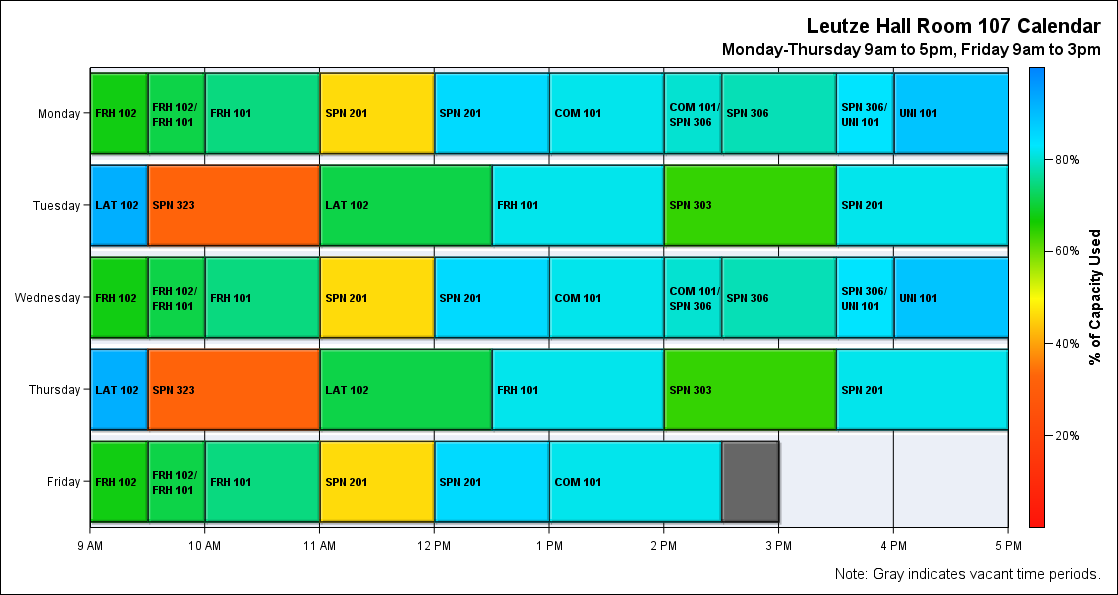 Leutze Hall Room 107 Calendar
Monday-Thursday 9am to 5pm, Friday 9am to 3pm
Monday
FRH 102
FRH 102/
FRH 101
FRH 101
SPN 201
SPN 201
COM 101
COM 101/
SPN 306
SPN 306
SPN 306/
UNI 101
UNI 101
Tuesday
LAT 102
SPN 323
LAT 102
FRH 101
SPN 303
SPN 201
Wednesday
FRH 102
FRH 102/
FRH 101
FRH 101
SPN 201
SPN 201
COM 101
COM 101/
SPN 306
SPN 306
SPN 306/
UNI 101
UNI 101
Thursday
LAT 102
SPN 323
LAT 102
FRH 101
SPN 303
SPN 201
Friday
FRH 102
FRH 102/
FRH 101
FRH 101
SPN 201
SPN 201
COM 101
9 AM
10 AM
11 AM
12 PM
1 PM
2 PM
3 PM
4 PM
5 PM
80%
60%
40%
20%
% of Capacity Used
Note: Gray indicates vacant time periods.